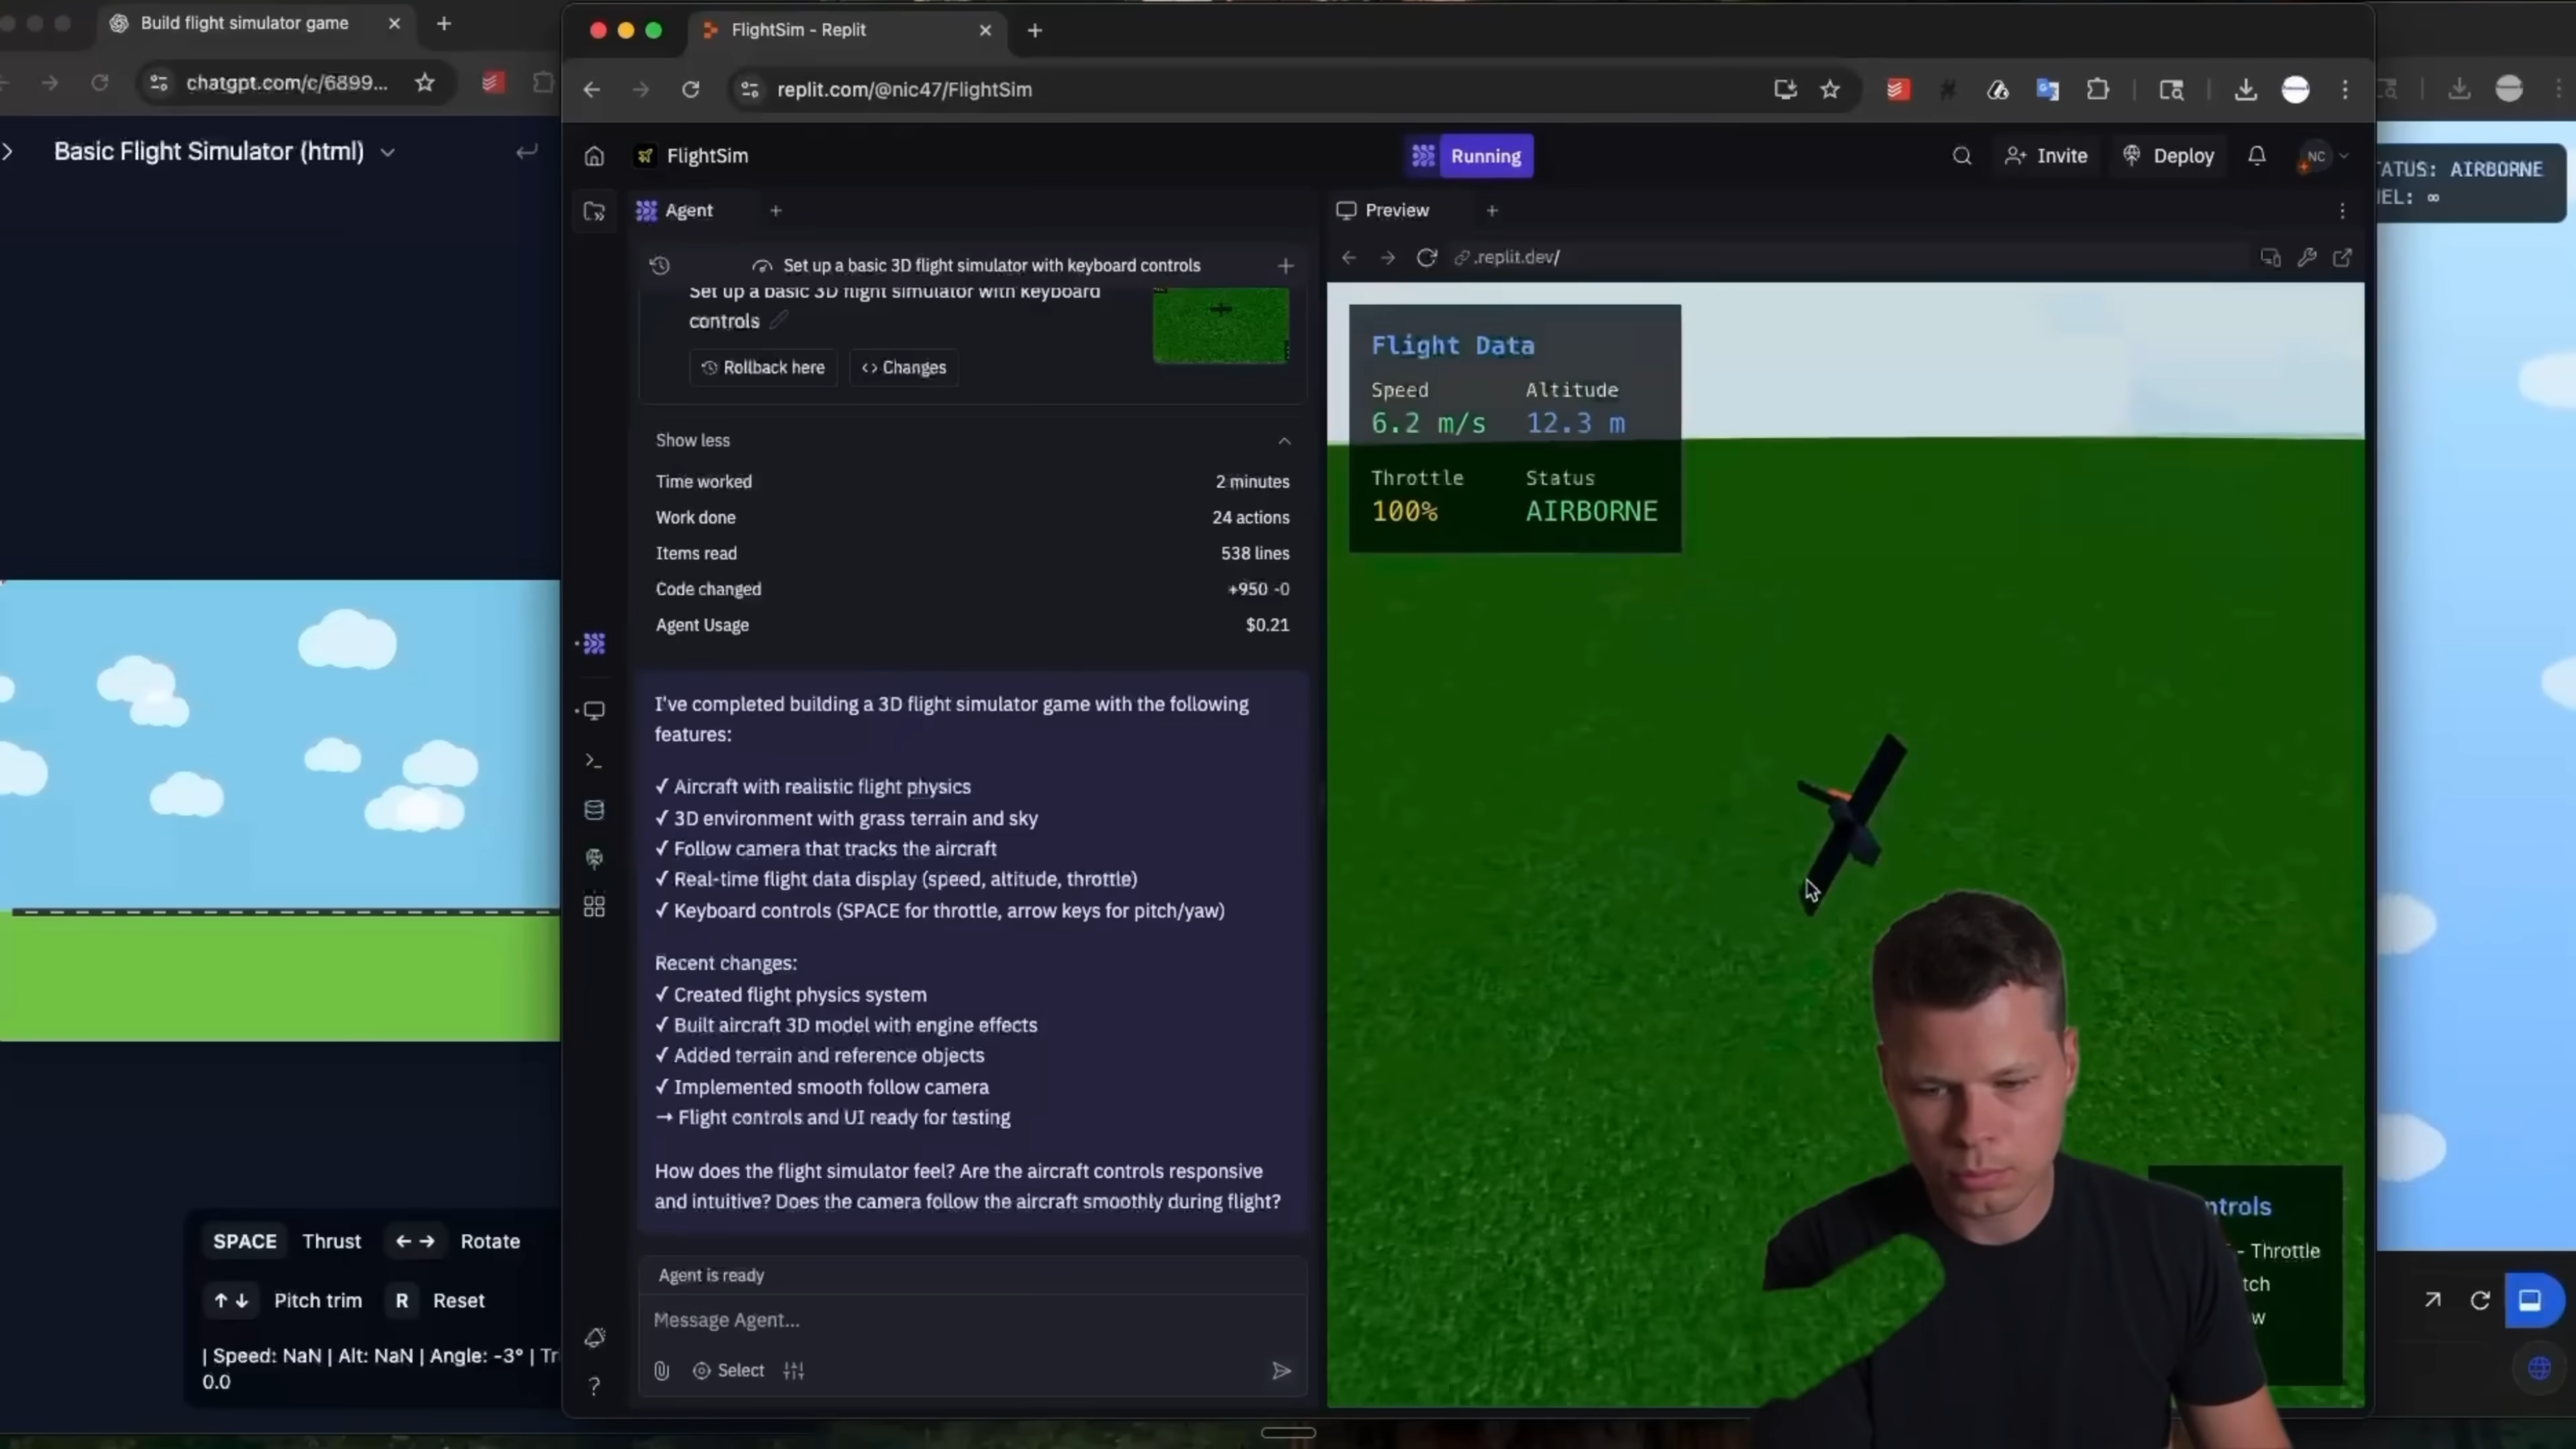 Build flight simulator game
chatgpt.com/c/6899...
Basic Flight Simulator (html)
SPACE Thrust ← → Rotate
↑ ↓ Pitch trim R Reset
| Speed: NaN | Alt: NaN | Angle: -3° |
0.0
FlightSim - Replit
replit.com/@nic47/FlightSim
FlightSim
Running
Invite
Deploy
NC
Agent
Set up a basic 3D flight simulator with keyboard controls
Set up a basic 3D flight simulator with keyboard
controls
Rollback here
Changes
Show less
Time worked 2 minutes
Work done 24 actions
Items read 538 lines
Code changed +950 -0
Agent Usage $0.21
I've completed building a 3D flight simulator game with the following
features:
✓ Aircraft with realistic flight physics
✓ 3D environment with grass terrain and sky
✓ Follow camera that tracks the aircraft
✓ Real-time flight data display (speed, altitude, throttle)
✓ Keyboard controls (SPACE for throttle, arrow keys for pitch/yaw)
Recent changes:
✓ Created flight physics system
✓ Built aircraft 3D model with engine effects
✓ Added terrain and reference objects
✓ Implemented smooth follow camera
→ Flight controls and UI ready for testing
How does the flight simulator feel? Are the aircraft controls responsive
and intuitive? Does the camera follow the aircraft smoothly during flight?
Agent is ready
Message Agent...
Select
Preview
.replit.dev/
Flight Data
Speed Altitude
6.2 m/s 12.3 m
Throttle Status
100% AIRBORNE
- Throttle
AIRBORNE
∞